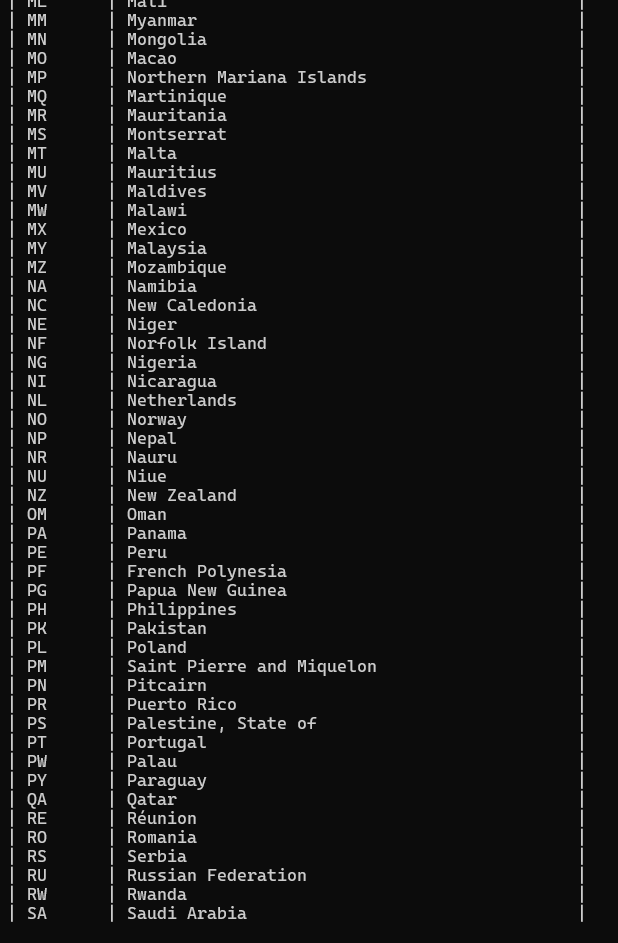 | ML | Mali |
| MM | Myanmar |
| MN | Mongolia |
| MO | Macao |
| MP | Northern Mariana Islands |
| MQ | Martinique |
| MR | Mauritania |
| MS | Montserrat |
| MT | Malta |
| MU | Mauritius |
| MV | Maldives |
| MW | Malawi |
| MX | Mexico |
| MY | Malaysia |
| MZ | Mozambique |
| NA | Namibia |
| NC | New Caledonia |
| NE | Niger |
| NF | Norfolk Island |
| NG | Nigeria |
| NI | Nicaragua |
| NL | Netherlands |
| NO | Norway |
| NP | Nepal |
| NR | Nauru |
| NU | Niue |
| NZ | New Zealand |
| OM | Oman |
| PA | Panama |
| PE | Peru |
| PF | French Polynesia |
| PG | Papua New Guinea |
| PH | Philippines |
| PK | Pakistan |
| PL | Poland |
| PM | Saint Pierre and Miquelon |
| PN | Pitcairn |
| PR | Puerto Rico |
| PS | Palestine, State of |
| PT | Portugal |
| PW | Palau |
| PY | Paraguay |
| QA | Qatar |
| RE | Réunion |
| RO | Romania |
| RS | Serbia |
| RU | Russian Federation |
| RW | Rwanda |
| SA | Saudi Arabia |